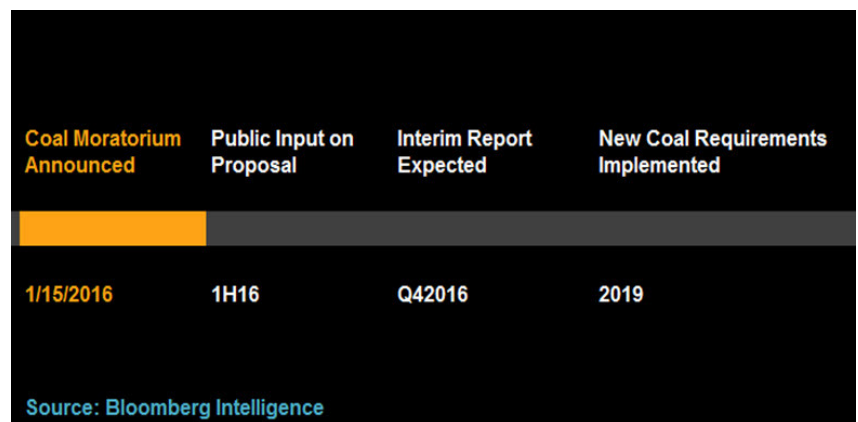 Coal Moratorium Announced
Public Input on Proposal
Interim Report Expected
New Coal Requirements Implemented
1/15/2016
1H16
Q42016
2019
Source: Bloomberg Intelligence